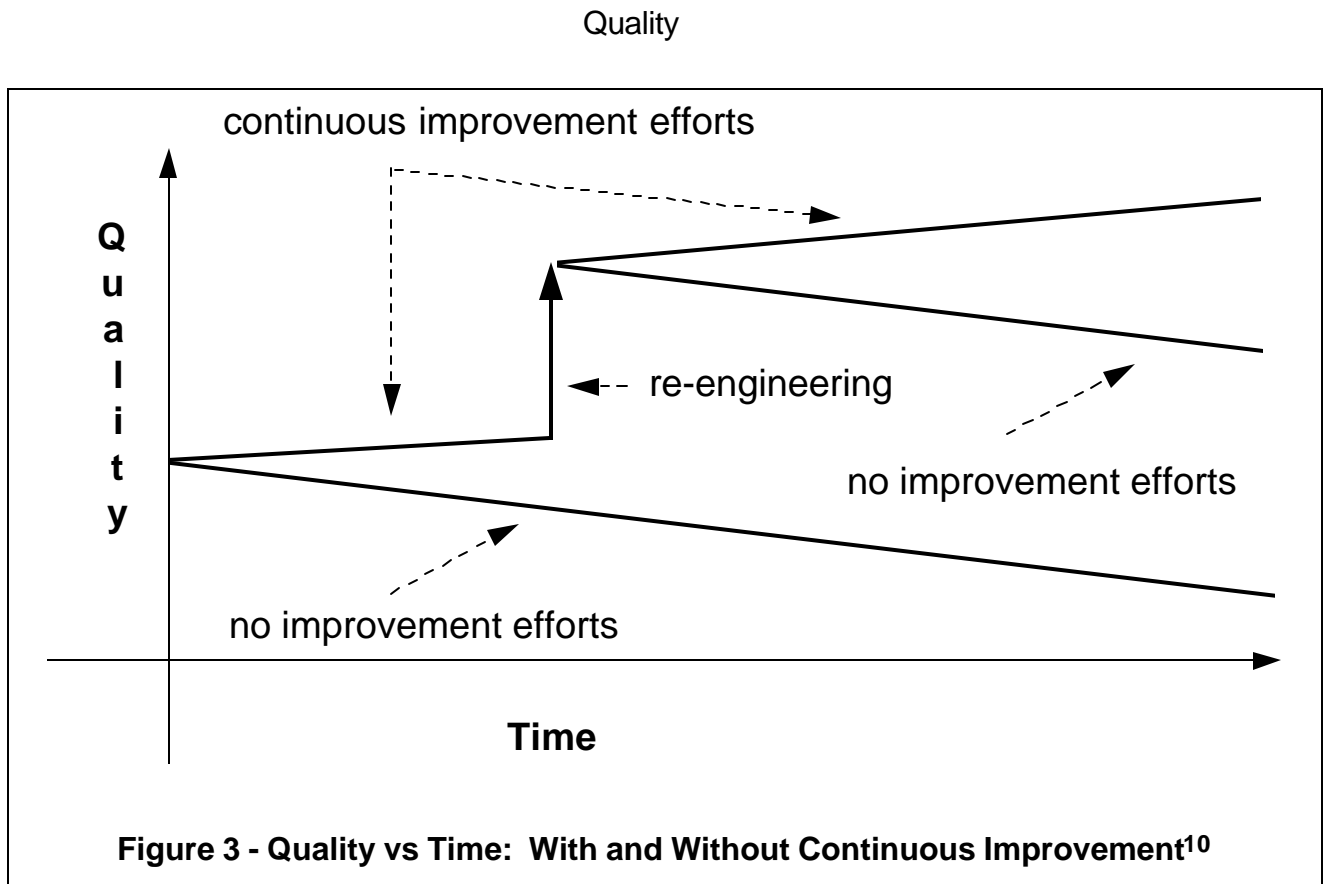 Quality
continuous improvement efforts
Quality
re-engineering
no improvement efforts
no improvement efforts
Time
Figure 3 - Quality vs Time: With and Without Continuous Improvement10